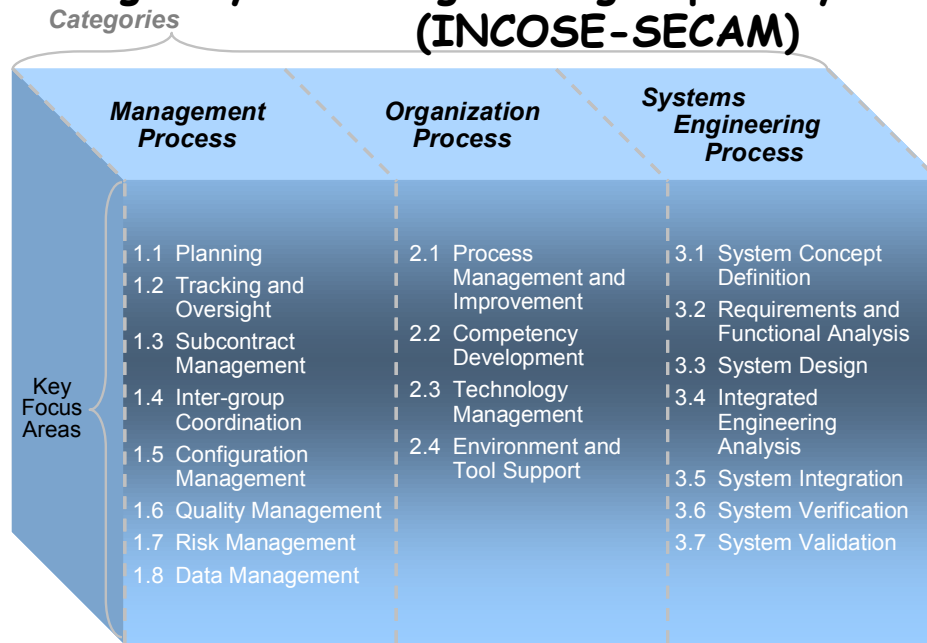 (INCOSE-SECAM)
Categories
Management
Process
Organization
Process
Systems
Engineering
Process
Key
Focus
Areas
1.1 Planning
1.2 Tracking and
Oversight
1.3 Subcontract
Management
1.4 Inter-group
Coordination
1.5 Configuration
Management
1.6 Quality Management
1.7 Risk Management
1.8 Data Management
2.1 Process
Management and
Improvement
2.2 Competency
Development
2.3 Technology
Management
2.4 Environment and
Tool Support
3.1 System Concept
Definition
3.2 Requirements and
Functional Analysis
3.3 System Design
3.4 Integrated
Engineering
Analysis
3.5 System Integration
3.6 System Verification
3.7 System Validation